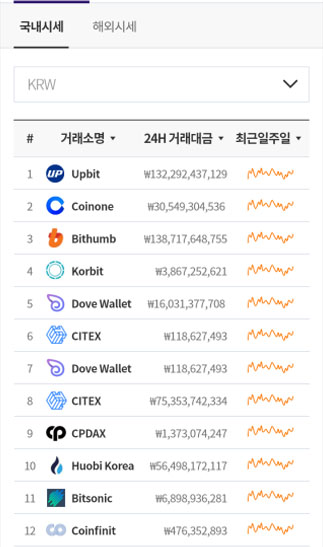 국내시세 해외시세
KRW
# 거래소명 24H 거래대금 최근일주일
1 UP Upbit ₩132,292,437,129
2 Coinone ₩30,549,304,536
3 Bithumb ₩138,717,648,755
4 Korbit ₩3,867,252,621
5 Dove Wallet ₩16,031,377,708
6 CITEX ₩118,627,493
7 Dove Wallet ₩118,627,493
8 CITEX ₩75,353,742,334
9 CPDAX ₩1,373,074,247
10 Huobi Korea ₩56,498,172,117
11 Bitsonic ₩6,898,936,281
12 Coinfinit ₩476,352,893